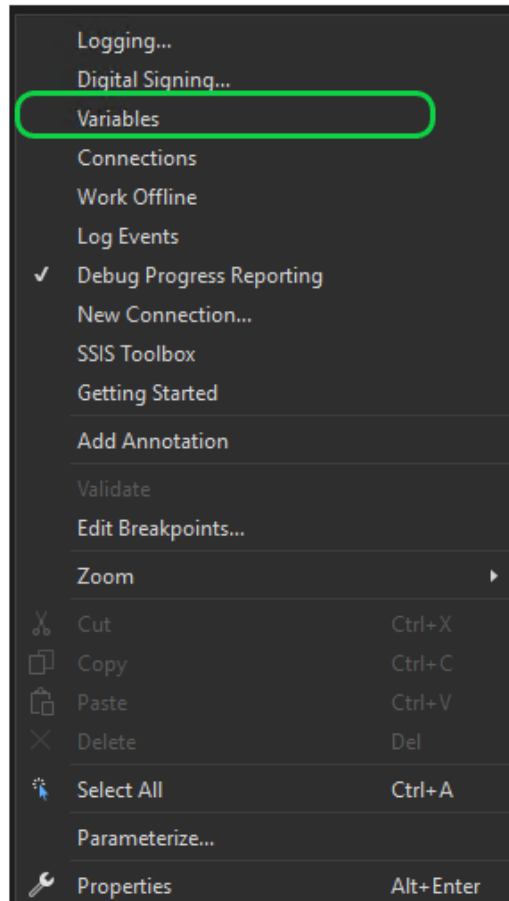 Logging...
Digital Signing...
Variables
Connections
Work Offline
Log Events
Debug Progress Reporting
New Connection...
SSIS Toolbox
Getting Started
Add Annotation
Validate
Edit Breakpoints...
Zoom
Cut Ctrl+X
Copy Ctrl+C
Paste Ctrl+V
Delete Del
Select All Ctrl+A
Parameterize...
Properties Alt+Enter